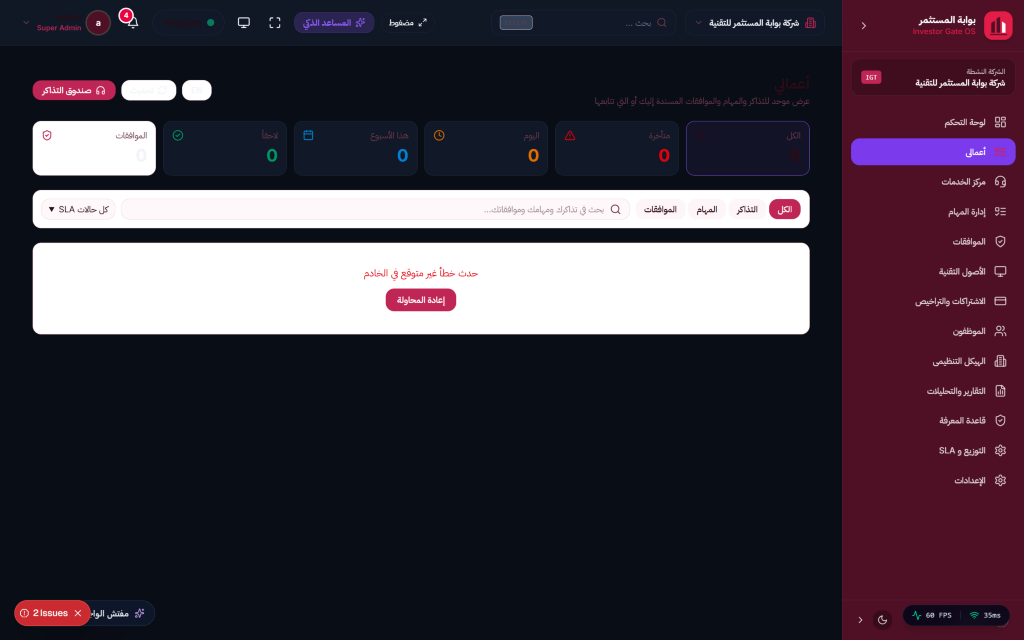 بوابة المستثمر
Investor Gate OS
الشركة النشطة
شركة بوابة المستثمر للتقنية
IGT
لوحة التحكم
أعمالي
مركز الخدمات
إدارة المهام
الموافقات
الأصول التقنية
الاشتراكات والتراخيص
الموظفون
الهيكل التنظيمي
التقارير والتحليلات
قاعدة المعرفة
التوزيع و SLA
الإعدادات
60 FPS
35ms
شركة بوابة المستثمر للتقنية
بحث ...
مضغوط
المساعد الذكي
4
a
Super Admin
أعمالي
عرض موحد للتذاكر والمهام والموافقات المسندة إليك أو التي تتابعها
EN
تحديث
صندوق التذاكر
الكل
متأخرة
0
اليوم
0
هذا الأسبوع
0
لاحقاً
0
الموافقات
0
الكل
التذاكر
المهام
الموافقات
بحث في تذاكرك ومهامك وموافقاتك...
كل حالات SLA
حدث خطأ غير متوقع في الخادم
إعادة المحاولة
2 Issues
مفتش